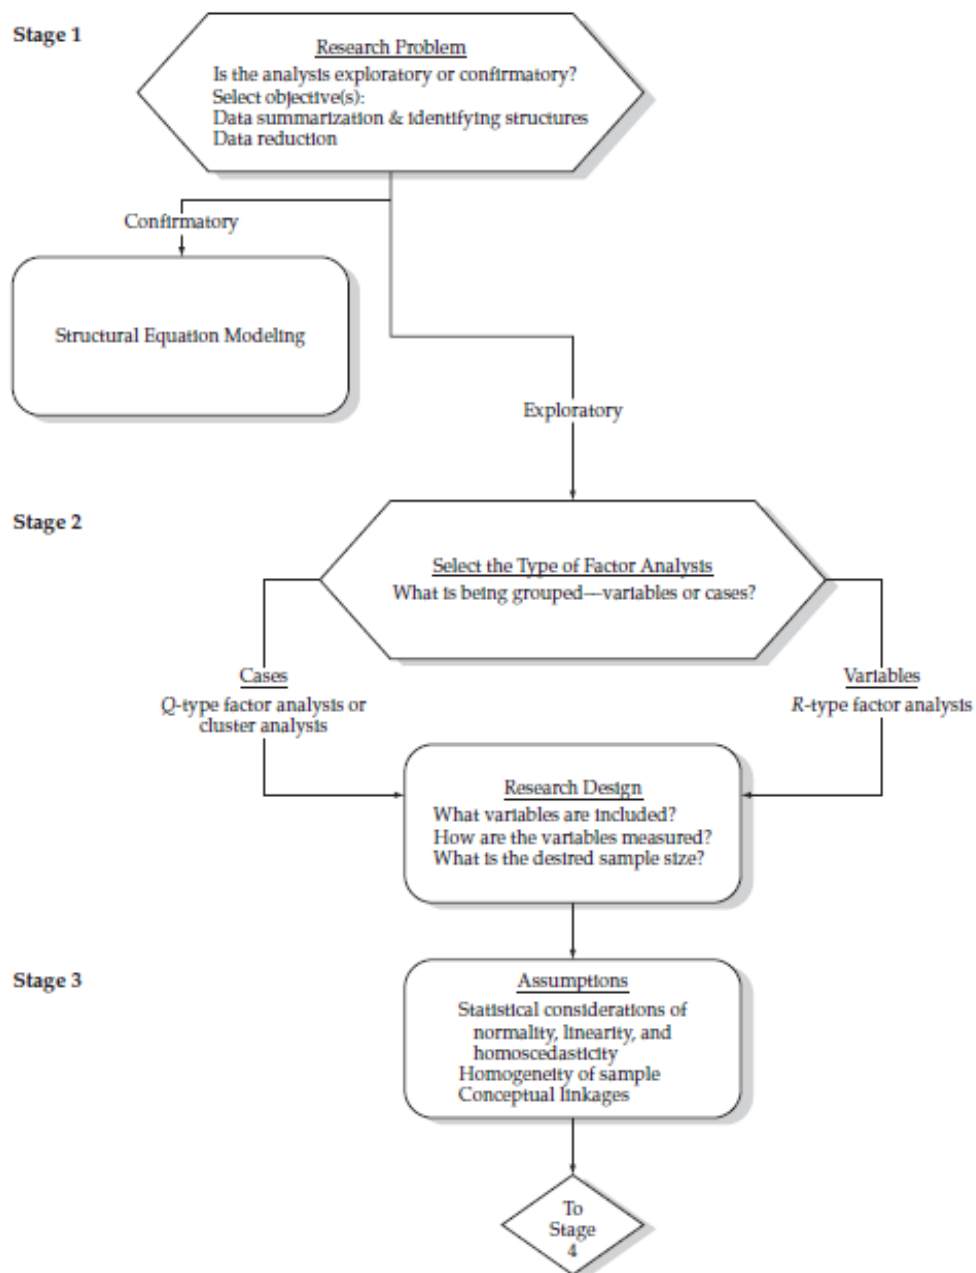 Stage 1
Research Problem
Is the analysis exploratory or confirmatory?
Select objective(s):
Data summarization & identifying structures
Data reduction
Confirmatory
Structural Equation Modeling
Exploratory
Stage 2
Select the Type of Factor Analysis
What is being grouped—variables or cases?
Cases
Q-type factor analysis or
cluster analysis
Variables
R-type factor analysis
Research Design
What variables are included?
How are the variables measured?
What is the desired sample size?
Stage 3
Assumptions
Statistical considerations of
normality, linearity, and
homoscedasticity
Homogeneity of sample
Conceptual linkages
To
Stage
4